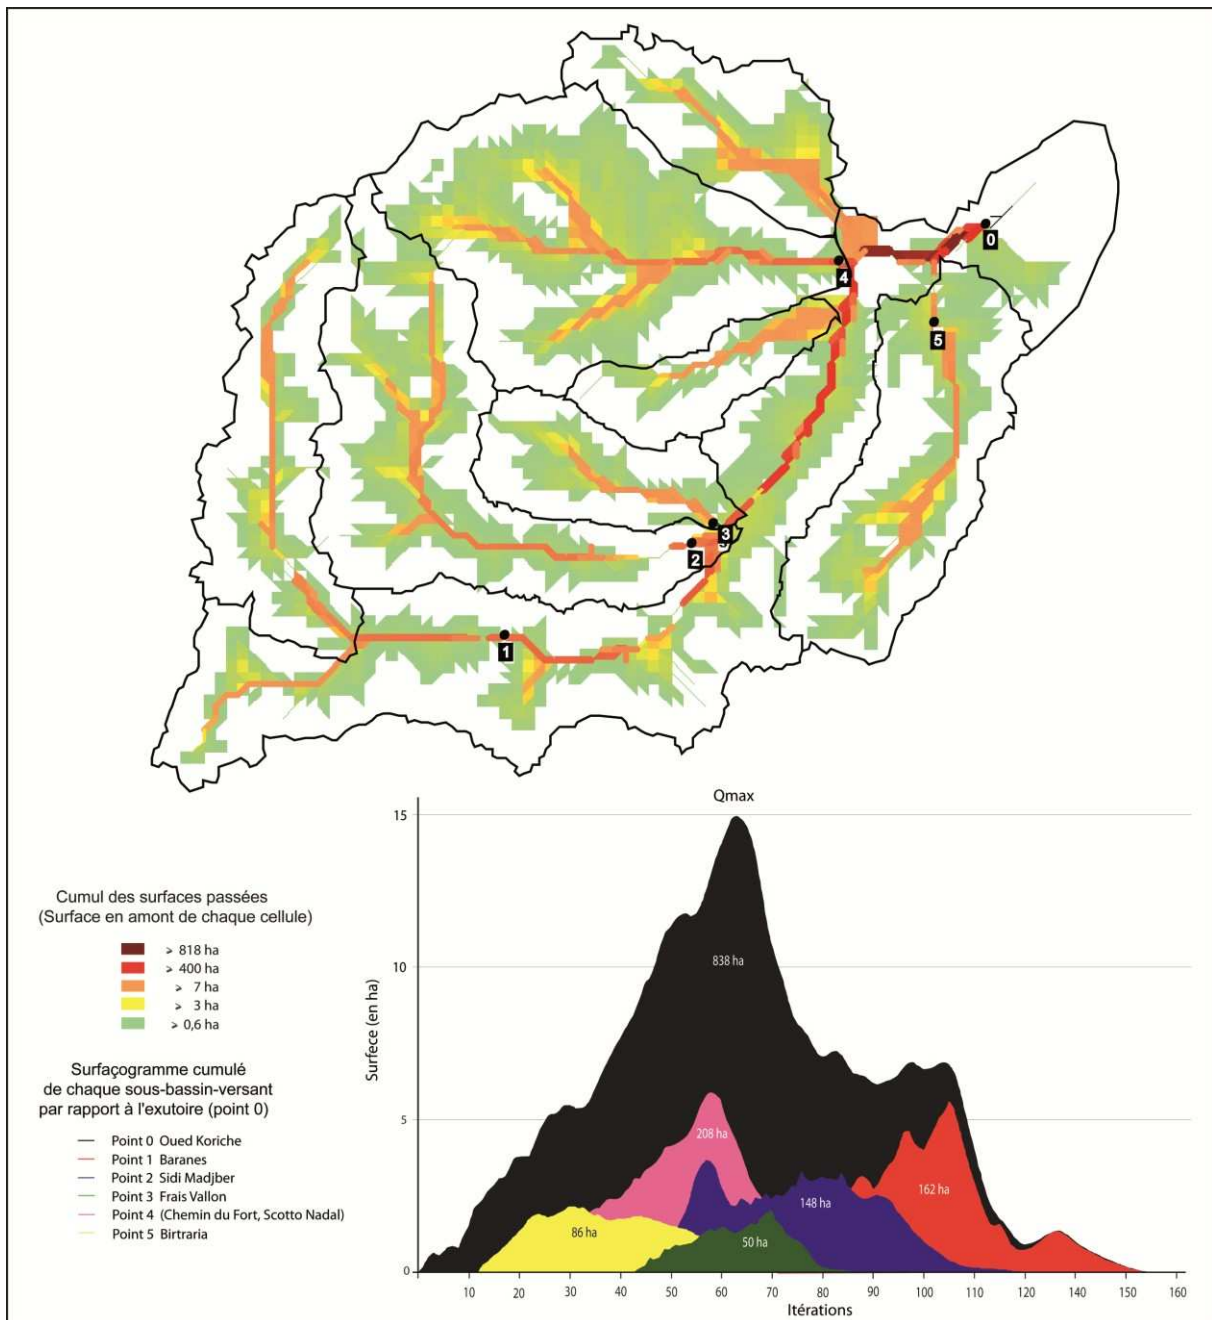 0
4
5
3
2
1
Qmax
15
10
5
0
Surfece (en ha)
838 ha
208 ha
162 ha
148 ha
86 ha
50 ha
10 20 30 40 50 60 70 80 90 100 110 120 130 140 150 160
Itérations
Cumul des surfaces passées
(Surface en amont de chaque cellule)
⩾ 818 ha
⩾ 400 ha
⩾ 7 ha
⩾ 3 ha
⩾ 0,6 ha
Surfaçogramme cumulé
de chaque sous-bassin-versant
par rapport à l'exutoire (point 0)
Point 0 Oued Koriche
Point 1 Baranes
Point 2 Sidi Madjber
Point 3 Frais Vallon
Point 4 (Chemin du Fort, Scotto Nadal)
Point 5 Birtraria